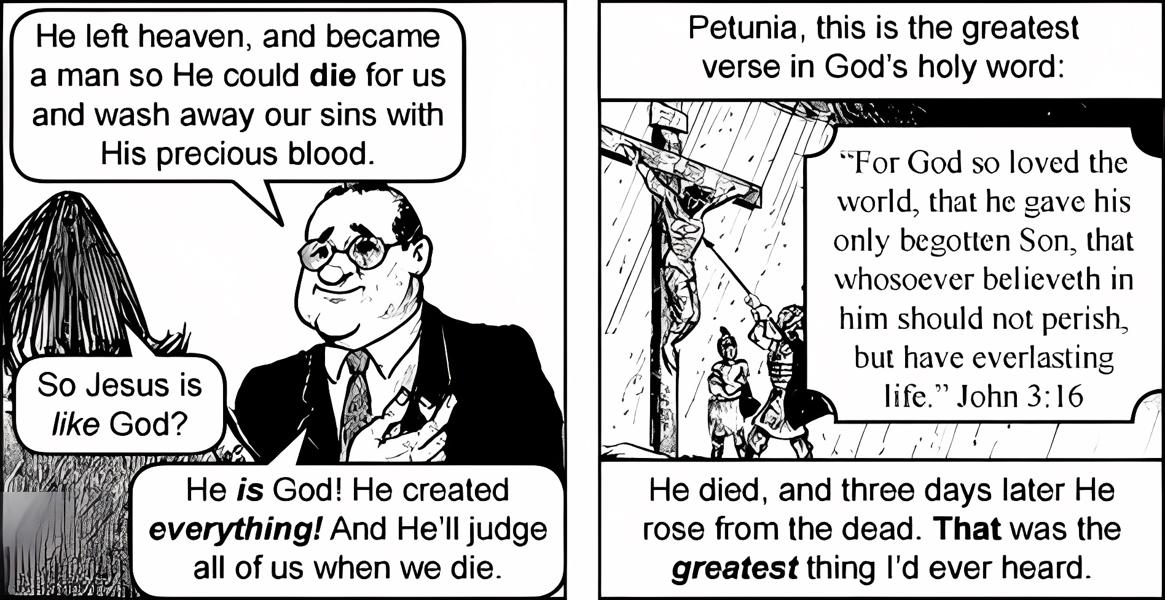 He left heaven, and became
a man so He could die for us
and wash away our sins with
His precious blood.
So Jesus is
like God?
He is God! He created
everything! And He'll judge
all of us when we die.
Petunia, this is the greatest
verse in God's holy word:
“For God so loved the
world, that he gave his
only begotten Son, that
whosoever believeth in
him should not perish,
but have everlasting
life.” John 3:16
He died, and three days later He
rose from the dead. That was the
greatest thing I'd ever heard.